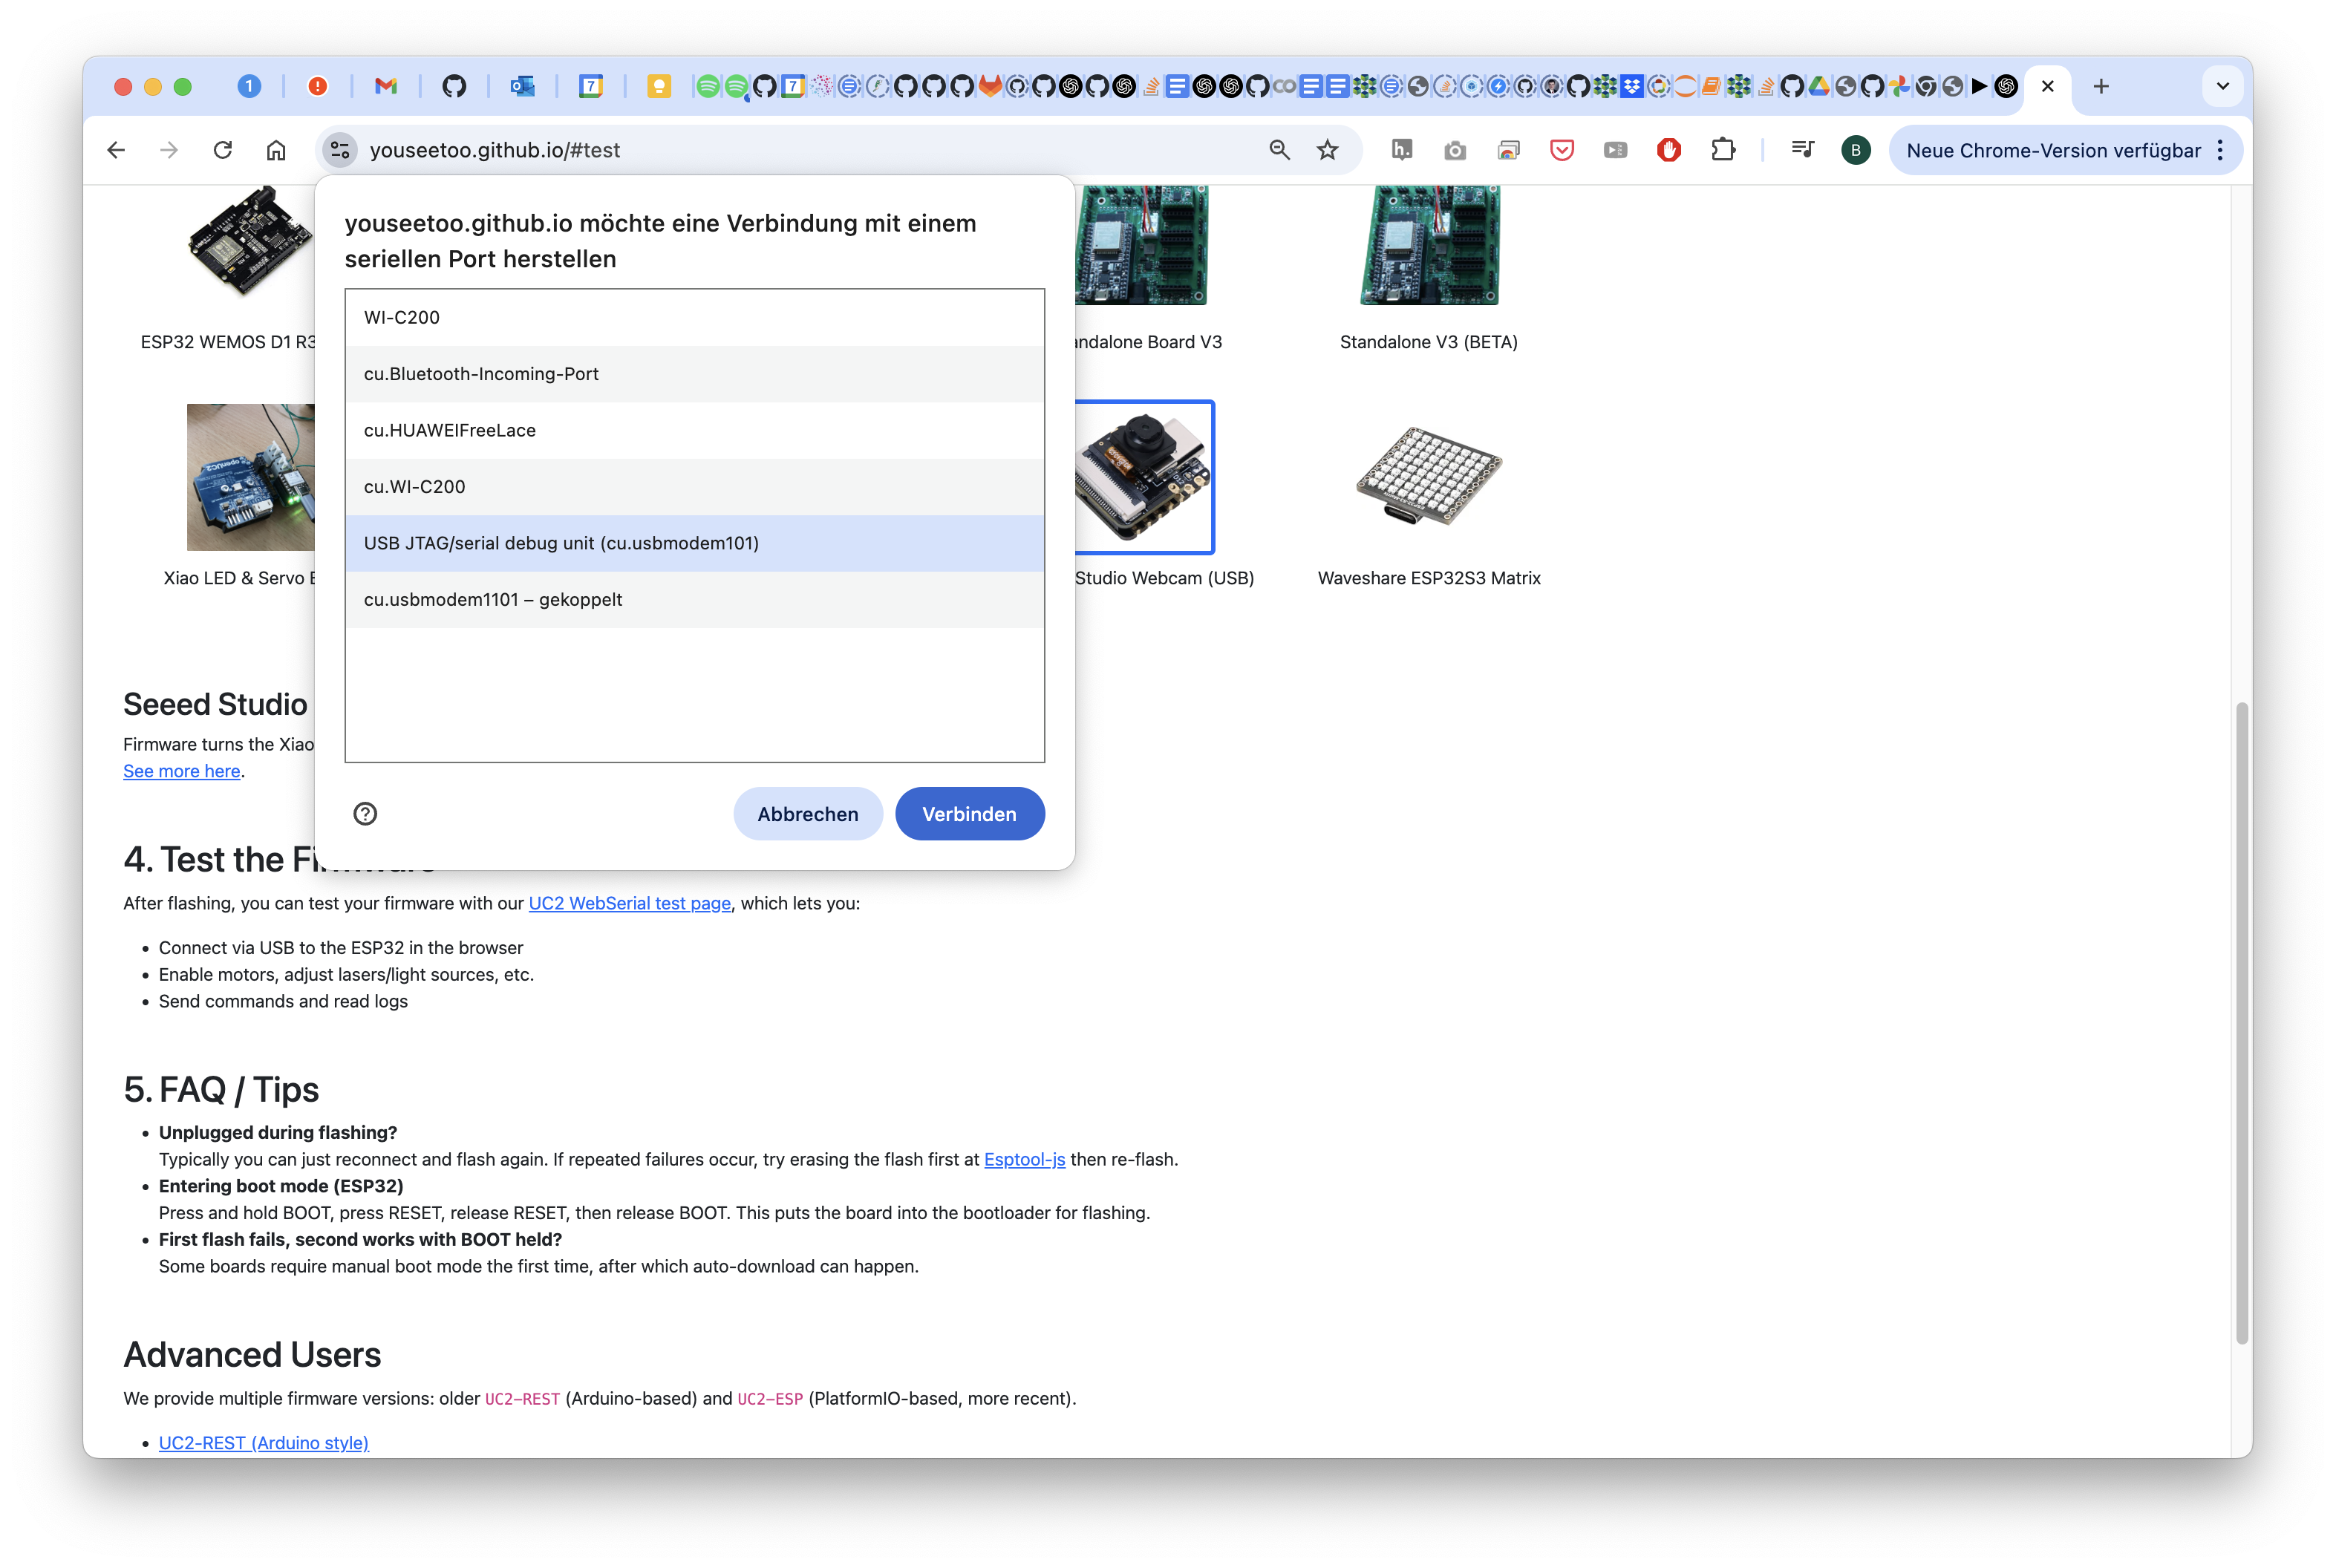 1
7
7
youseetoo.github.io/#test
h.
B
Neue Chrome-Version verfügbar
youseetoo.github.io möchte eine Verbindung mit einem
seriellen Port herstellen
WI-C200
cu.Bluetooth-Incoming-Port
cu.HUAWEIFreeLace
cu.WI-C200
USB JTAG/serial debug unit (cu.usbmodem101)
cu.usbmodem1101 – gekoppelt
Abbrechen
Verbinden
ESP32 WEMOS D1 R3
andalone Board V3
Standalone V3 (BETA)
openUC2
Xiao LED & Servo
Studio Webcam (USB)
Waveshare ESP32S3 Matrix
Seeed Studio
Firmware turns the Xiao
See more here.
4. Test the Firmware
After flashing, you can test your firmware with our UC2 WebSerial test page, which lets you:
• Connect via USB to the ESP32 in the browser
• Enable motors, adjust lasers/light sources, etc.
• Send commands and read logs
5. FAQ / Tips
• Unplugged during flashing?
Typically you can just reconnect and flash again. If repeated failures occur, try erasing the flash first at Esptool-js then re-flash.
• Entering boot mode (ESP32)
Press and hold BOOT, press RESET, release RESET, then release BOOT. This puts the board into the bootloader for flashing.
• First flash fails, second works with BOOT held?
Some boards require manual boot mode the first time, after which auto-download can happen.
Advanced Users
We provide multiple firmware versions: older UC2-REST (Arduino-based) and UC2-ESP (PlatformIO-based, more recent).
• UC2-REST (Arduino style)